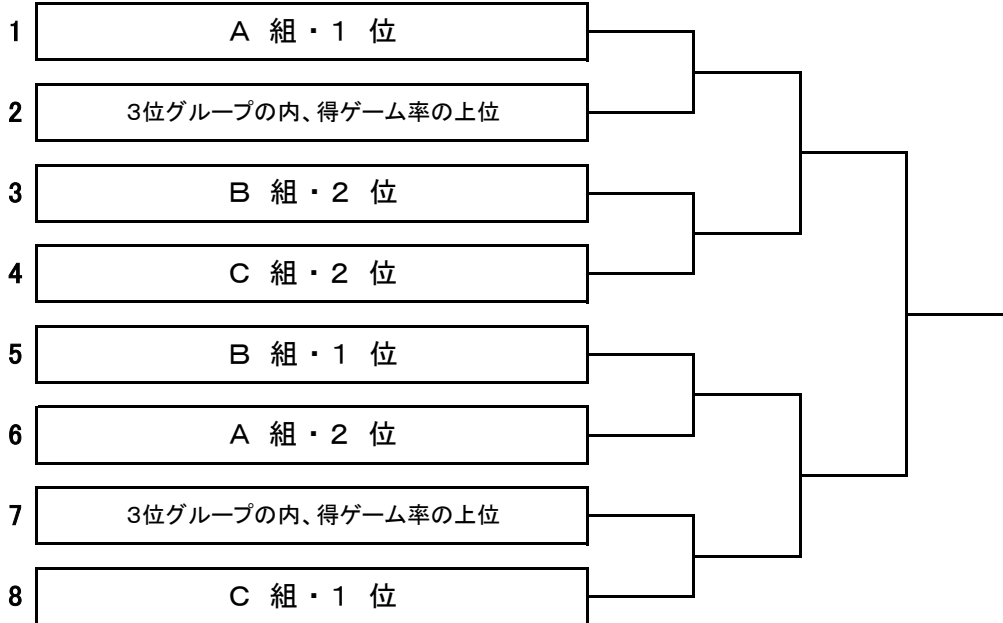 1 A 組・1 位
2 3位グループの内、得ゲーム率の上位
3 B 組・2 位
4 C 組・2 位
5 B 組・1 位
6 A 組・2 位
7 3位グループの内、得ゲーム率の上位
8 C 組・1 位